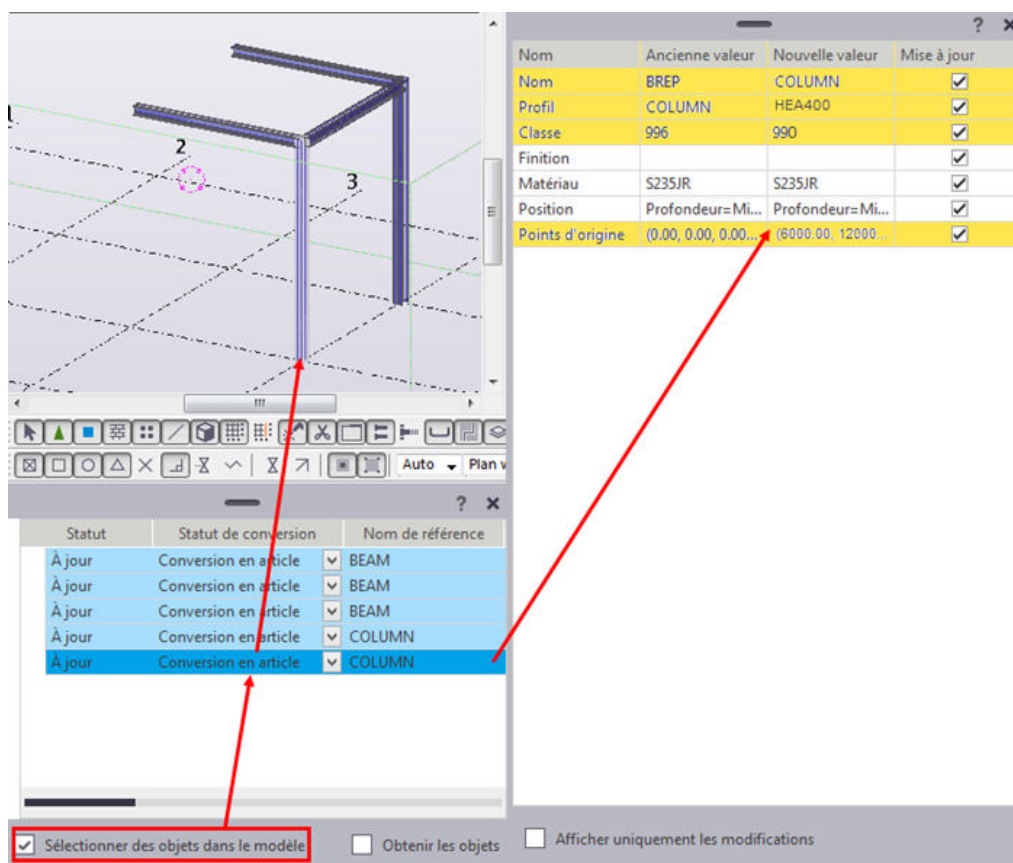 ? ×
Nom Ancienne valeur Nouvelle valeur Mise à jour
Nom BREP COLUMN
Profil COLUMN HEA400
Classe 996 990
Finition
Matériau S235JR S235JR
Position Profondeur=Mi... Profondeur=Mi...
Points d'origine (0.00, 0.00, 0.00... (6000.00, 12000...
1
2
3
Auto Plan v
? ×
Statut Statut de conversion Nom de référence
À jour Conversion en article BEAM
À jour Conversion en article BEAM
À jour Conversion en article BEAM
À jour Conversion en article COLUMN
À jour Conversion en article COLUMN
Sélectionner des objets dans le modèle Obtenir les objets Afficher uniquement les modifications